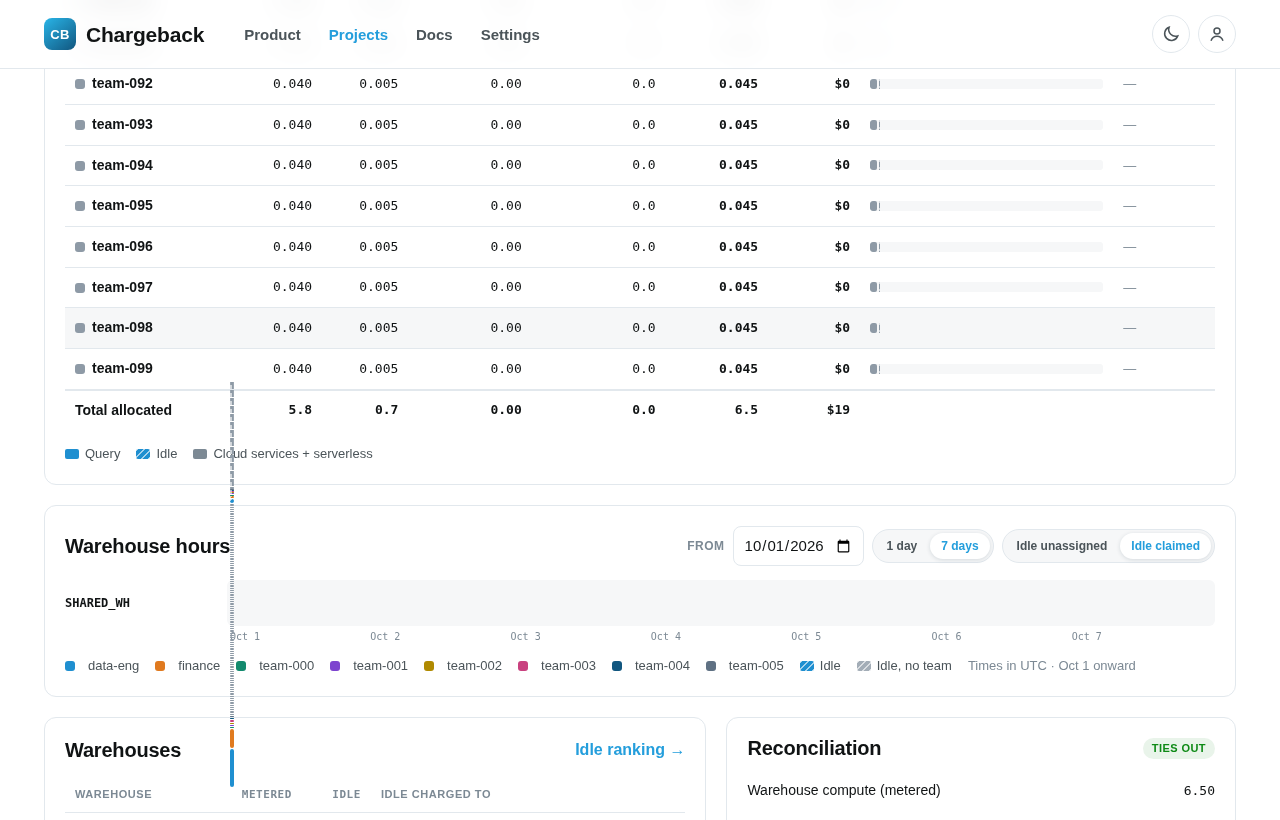 CB Chargeback Product Projects Docs Settings
team-092 0.040 0.005 0.00 0.0 0.045 $0 —
team-093 0.040 0.005 0.00 0.0 0.045 $0 —
team-094 0.040 0.005 0.00 0.0 0.045 $0 —
team-095 0.040 0.005 0.00 0.0 0.045 $0 —
team-096 0.040 0.005 0.00 0.0 0.045 $0 —
team-097 0.040 0.005 0.00 0.0 0.045 $0 —
team-098 0.040 0.005 0.00 0.0 0.045 $0 —
team-099 0.040 0.005 0.00 0.0 0.045 $0 —
Total allocated 5.8 0.7 0.00 0.0 6.5 $19
Query Idle Cloud services + serverless
Warehouse hours FROM 10/01/2026 1 day 7 days Idle unassigned Idle claimed
SHARED_WH
Oct 1 Oct 2 Oct 3 Oct 4 Oct 5 Oct 6 Oct 7
data-eng finance team-000 team-001 team-002 team-003 team-004 team-005 Idle Idle, no team Times in UTC · Oct 1 onward
Warehouses Idle ranking →
WAREHOUSE METERED IDLE IDLE CHARGED TO
Reconciliation TIES OUT
Warehouse compute (metered) 6.50